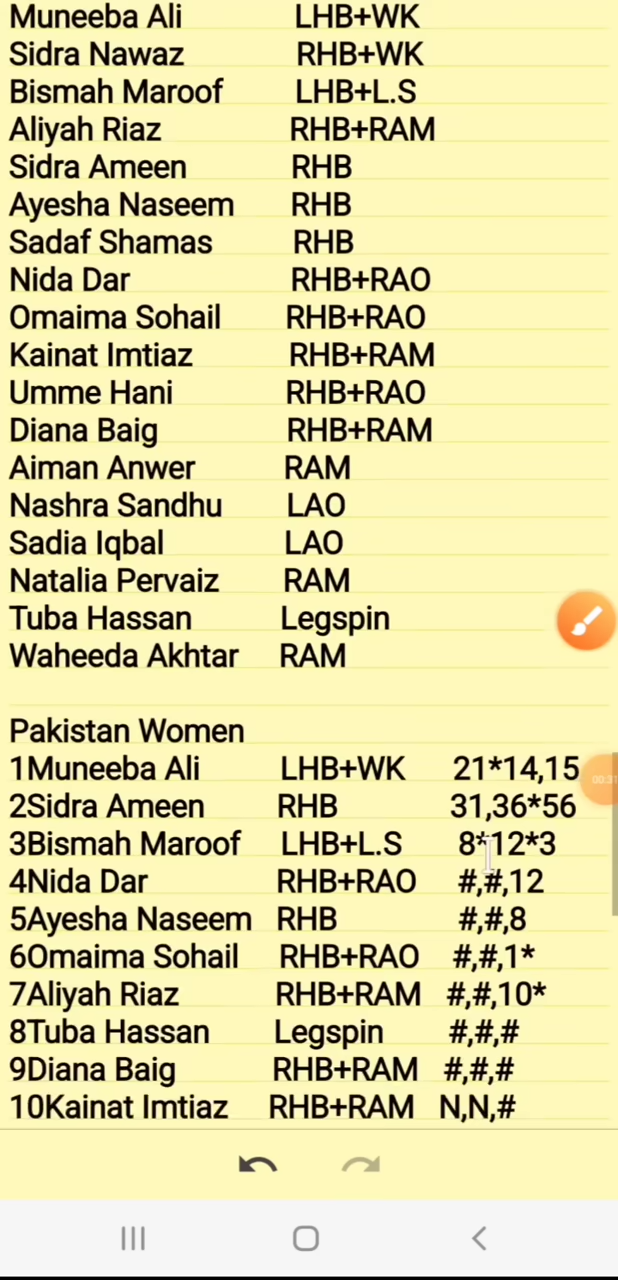 Muneeba Ali LHB+WK
Sidra Nawaz RHB+WK
Bismah Maroof LHB+L.S
Aliyah Riaz RHB+RAM
Sidra Ameen RHB
Ayesha Naseem RHB
Sadaf Shamas RHB
Nida Dar RHB+RAO
Omaima Sohail RHB+RAO
Kainat Imtiaz RHB+RAM
Umme Hani RHB+RAO
Diana Baig RHB+RAM
Aiman Anwer RAM
Nashra Sandhu LAO
Sadia Iqbal LAO
Natalia Pervaiz RAM
Tuba Hassan Legspin
Waheeda Akhtar RAM
Pakistan Women
1Muneeba Ali LHB+WK 21*14,15
00:31
2Sidra Ameen RHB 31,36*56
3Bismah Maroof LHB+L.S 8*12*3
4Nida Dar RHB+RAO #,#,12
5Ayesha Naseem RHB #,#,8
6Omaima Sohail RHB+RAO #,#,1*
7Aliyah Riaz RHB+RAM #,#,10*
8Tuba Hassan Legspin #,#,#
9Diana Baig RHB+RAM #,#,#
10Kainat Imtiaz RHB+RAM N,N,#